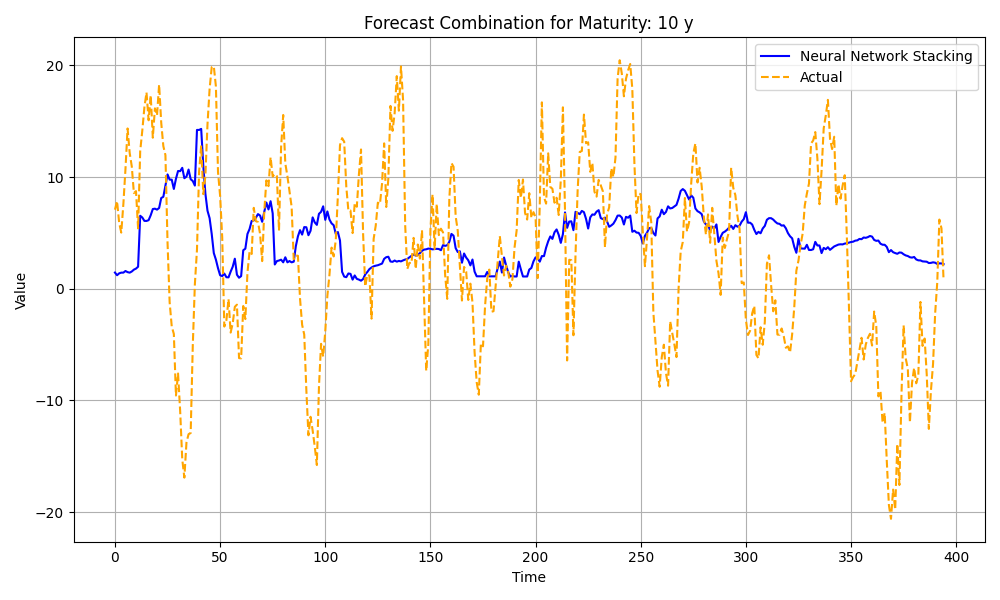 Forecast Combination for Maturity: 10 y
Neural Network Stacking
Actual
Value
20
10
0
−10
−20
0 50 100 150 200 250 300 350 400
Time